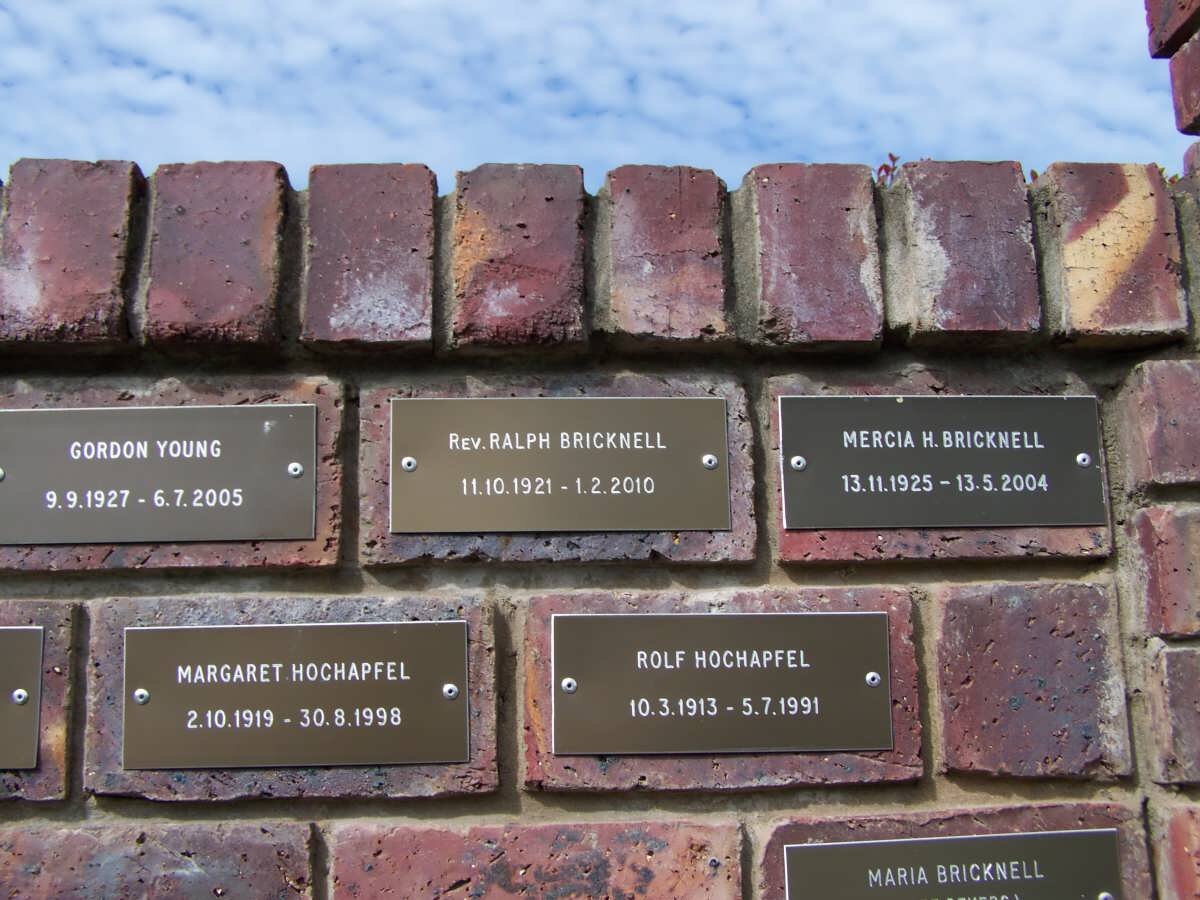 GORDON YOUNG
9.9.1927 - 6.7.2005
REV. RALPH BRICKNELL
11.10.1921 - 1.2.2010
MERCIA H. BRICKNELL
13.11.1925 - 13.5.2004
MARGARET HOCHAPFEL
2.10.1919 - 30.8.1998
ROLF HOCHAPFEL
10.3.1913 - 5.7.1991
MARIA BRICKNELL